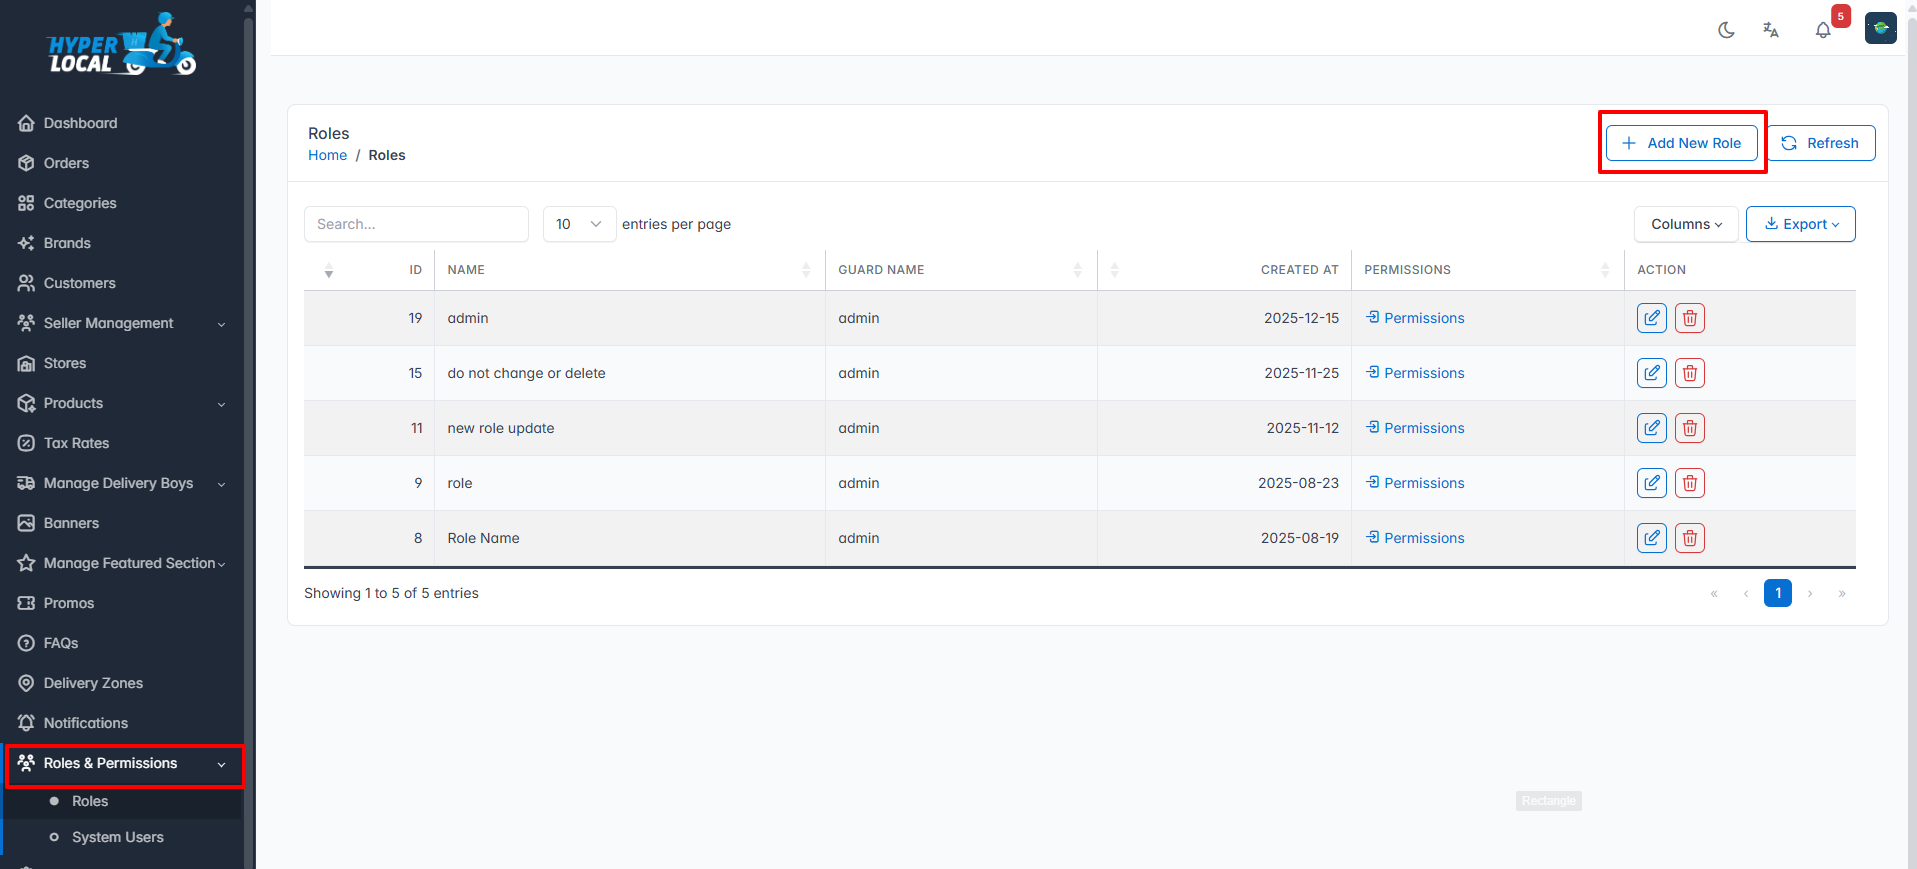 HYPER
LOCAL
5
Dashboard
Orders
Categories
Brands
Customers
Seller Management
Stores
Products
Tax Rates
Manage Delivery Boys
Banners
Manage Featured Section
Promos
FAQs
Delivery Zones
Notifications
Roles & Permissions
Roles
System Users
Roles
Home / Roles
+ Add New Role
Refresh
Search...
10 entries per page
Columns
Export
ID NAME GUARD NAME CREATED AT PERMISSIONS ACTION
19 admin admin 2025-12-15 Permissions
15 do not change or delete admin 2025-11-25 Permissions
11 new role update admin 2025-11-12 Permissions
9 role admin 2025-08-23 Permissions
8 Role Name admin 2025-08-19 Permissions
Showing 1 to 5 of 5 entries
« ‹ 1 › »
Rectangle